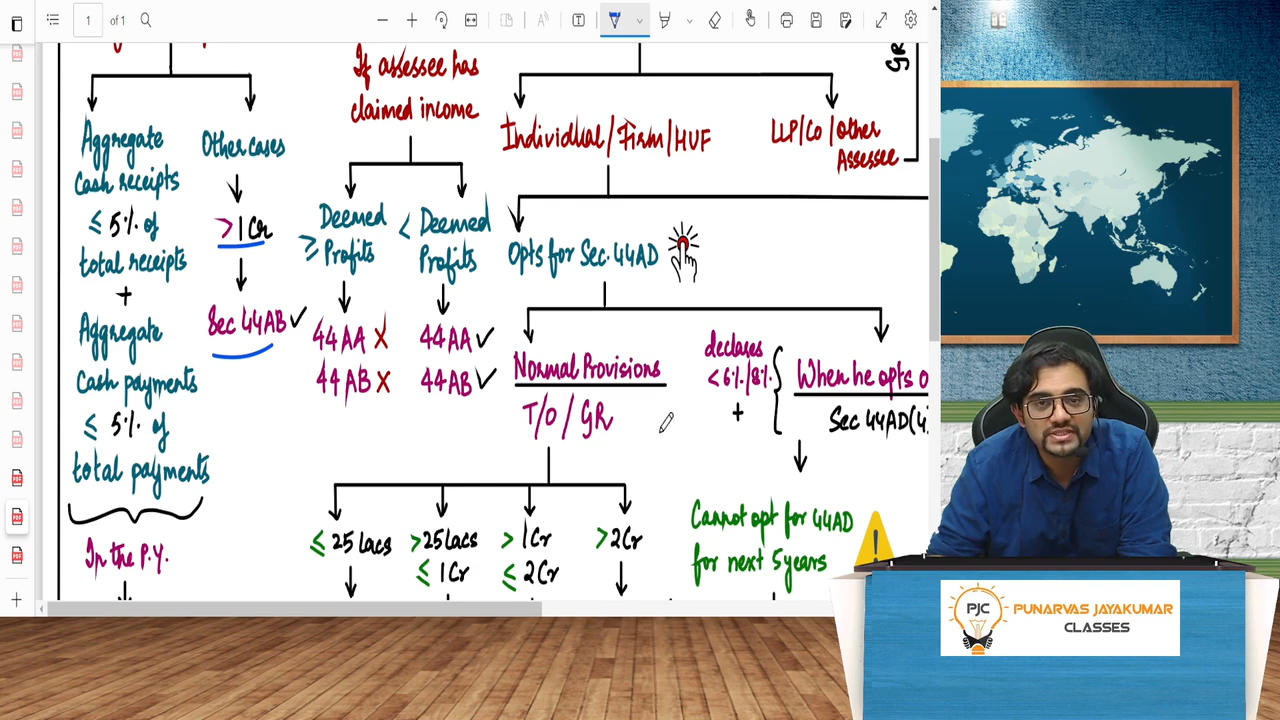 1
of 1
If assessee has
claimed income
Aggregate
Cash receipts
≤ 5% of
total receipts
+
Aggregate
Cash payments
≤ 5% of
total payments
In the P.Y.
Other cases
> 1 Cr
Sec 44AB ✓
≥ Deemed
Profits
44AA X
44AB X
< Deemed
Profits
44AA ✓
44AB ✓
Individual/Firm/HUF
LLP/Co/Other
Assessee
Opts for Sec. 44AD
Normal Provisions
T/O / GR
declares
< 6% / 8%
+
When he opts o
Sec 44AD(4)
≤ 25 lacs
> 25 lacs
≤ 1 Cr
> 1 Cr
≤ 2 Cr
> 2 Cr
Cannot opt for 44AD
for next 5 years
!
PJC
PUNARVAS JAYAKUMAR
CLASSES